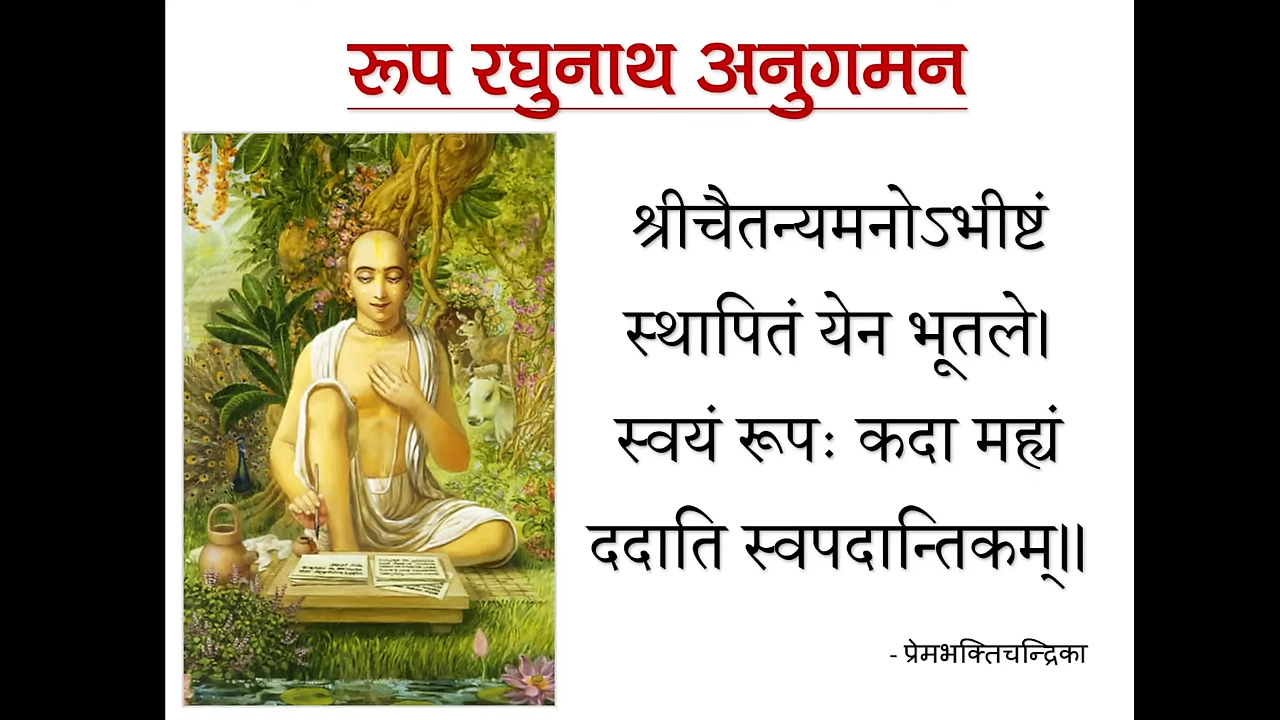 रूप रघुनाथ अनुगमन
श्रीचैतन्यमनोऽभीष्टं
स्थापितं येन भूतले।
स्वयं रूपः कदा मह्यं
ददाति स्वपदान्तिकम्॥
- प्रेमभक्तिचन्द्रिका